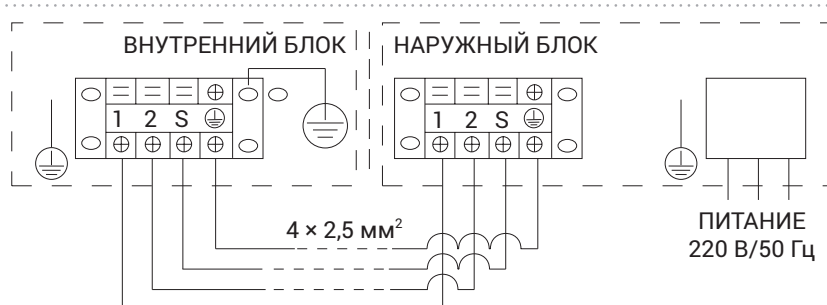 ВНУТРЕННИЙ БЛОК
НАРУЖНЫЙ БЛОК
1 2 S
1 2 S
4 × 2,5 мм²
ПИТАНИЕ
220 В/50 Гц